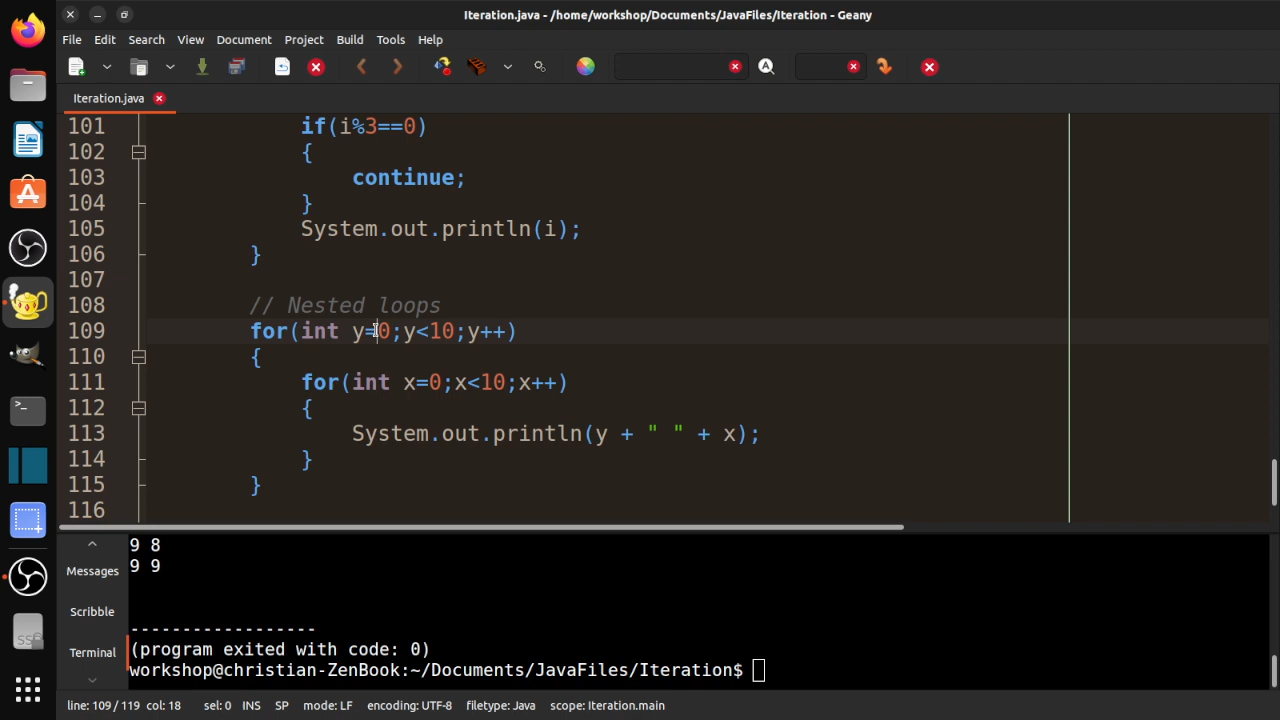 Iteration.java - /home/workshop/Documents/JavaFiles/Iteration - Geany
File Edit Search View Document Project Build Tools Help
Iteration.java
101 if(i%3==0)
102 {
103 continue;
104 }
105 System.out.println(i);
106 }
107
108 // Nested loops
109 for(int y=0;y<10;y++)
110 {
111 for(int x=0;x<10;x++)
112 {
113 System.out.println(y + " " + x);
114 }
115 }
116
Messages
Scribble
Terminal
9 8
9 9
------------------
(program exited with code: 0)
workshop@christian-ZenBook:~/Documents/JavaFiles/Iteration$
line: 109 / 119 col: 18 sel: 0 INS SP mode: LF encoding: UTF-8 filetype: Java scope: Iteration.main